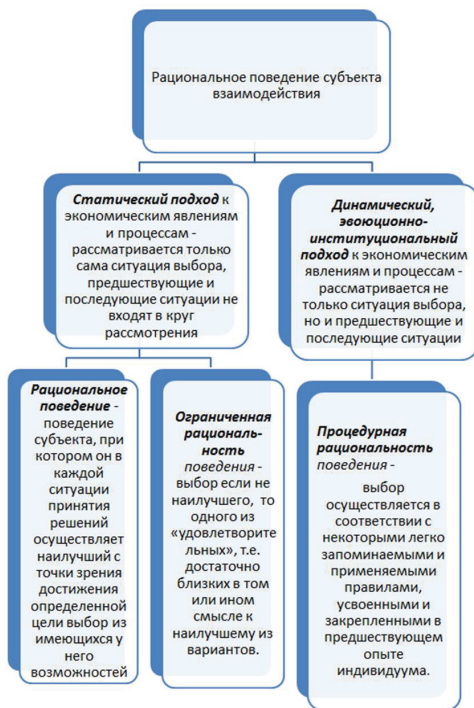 Рациональное поведение субъекта
взаимодействия
Статический подход к
экономическим явлениям
и процессам -
рассматривается только
сама ситуация выбора,
предшествующие и
последующие ситуации не
входят в круг
рассмотрения
Динамический,
эвоюционно-
институциональный
подход к экономическим
явлениям и процессам -
рассматривается не
только ситуация выбора,
но и предшествующие и
последующие ситуации
Рациональное
поведение -
поведение
субъекта, при
котором он в
каждой
ситуации
принятия
решений
осуществляет
наилучший с
точки зрения
достижения
определенной
цели выбор из
имеющихся у
него
возможностей
Ограниченная
рациональ-
ность
поведения -
выбор если не
наилучшего, то
одного из
«удовлетворите
льных», т.е.
достаточно
близких в том
или ином
смысле к
наилучшему из
вариантов.
Процедурная
рациональность
поведения -
выбор
осуществляется в
соответствии с
некоторыми легко
запоминаемыми и
применяемыми
правилами,
усвоенными и
закрепленными в
предшествующем
опыте
индивидуума.